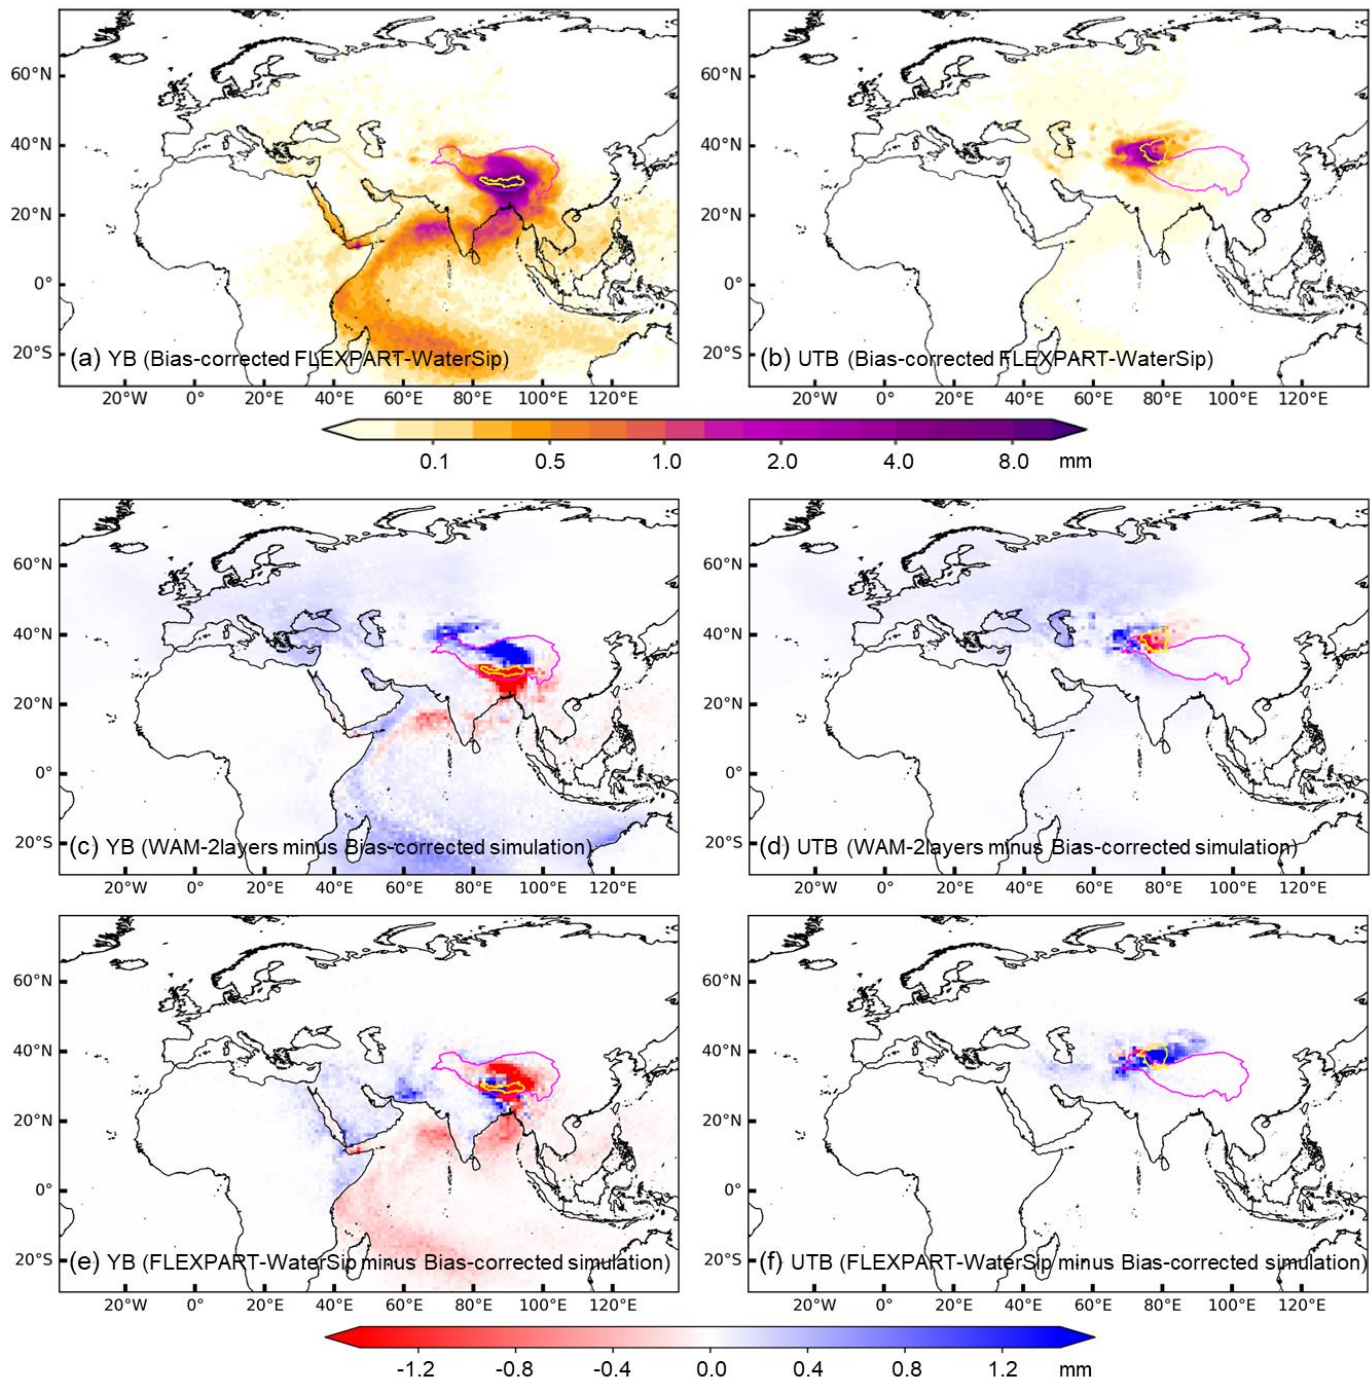 60°N
40°N
20°N
0°
20°S
(a) YB (Bias-corrected FLEXPART-WaterSip)
20°W 0° 20°E 40°E 60°E 80°E 100°E 120°E
60°N
40°N
20°N
0°
20°S
(b) UTB (Bias-corrected FLEXPART-WaterSip)
20°W 0° 20°E 40°E 60°E 80°E 100°E 120°E
0.1 0.5 1.0 2.0 4.0 8.0 mm
60°N
40°N
20°N
0°
20°S
(c) YB (WAM-2layers minus Bias-corrected simulation)
20°W 0° 20°E 40°E 60°E 80°E 100°E 120°E
60°N
40°N
20°N
0°
20°S
(d) UTB (WAM-2layers minus Bias-corrected simulation)
20°W 0° 20°E 40°E 60°E 80°E 100°E 120°E
60°N
40°N
20°N
0°
20°S
(e) YB (FLEXPART-WaterSip minus Bias-corrected simulation)
20°W 0° 20°E 40°E 60°E 80°E 100°E 120°E
60°N
40°N
20°N
0°
20°S
(f) UTB (FLEXPART-WaterSip minus Bias-corrected simulation)
20°W 0° 20°E 40°E 60°E 80°E 100°E 120°E
-1.2 -0.8 -0.4 0.0 0.4 0.8 1.2 mm